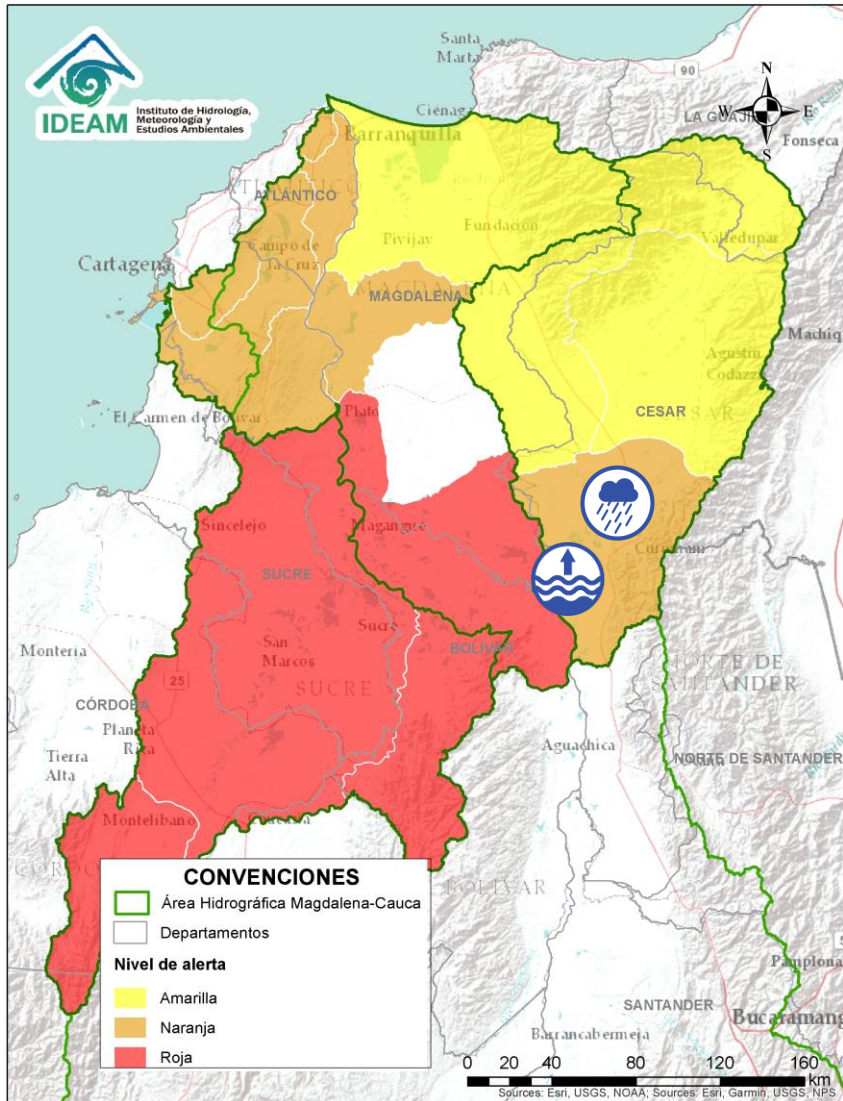 IDEAM
Instituto de Hidrología,
Meteorología y
Estudios Ambientales
Santa
Marta
90
N
W
E
S
Ciénaga
LA GUAJI
Fonseca
Barranquilla
ATLÁNTICO
Valledupar
Fundación
Pivijay
Campo de
la Cruz
Cartagena
MAGDALENA
Machiq
Agustín
Codazzi
CESAR
El Carmen de Bolívar
Plato
Sincelejo
Magangué
SUCRE
Sucre
San
Marcos
SUCRE
BOLÍVAR
Montería
25
CÓRDOBA
Planeta
Rica
Tierra
Alta
NORTE DE
SANTANDER
Aguachica
NORTE DE SANTANDER
Montelíbano
BOLÍVAR
CONVENCIONES
Área Hidrográfica Magdalena-Cauca
Departamentos
Nivel de alerta
Amarilla
Naranja
Roja
Pamplona
SANTANDER
Bucaramang
Barrancabermeja
0 20 40 80 120 160
km
Sources: Esri, USGS, NOAA; Sources: Esri, Garmin, USGS, NPS